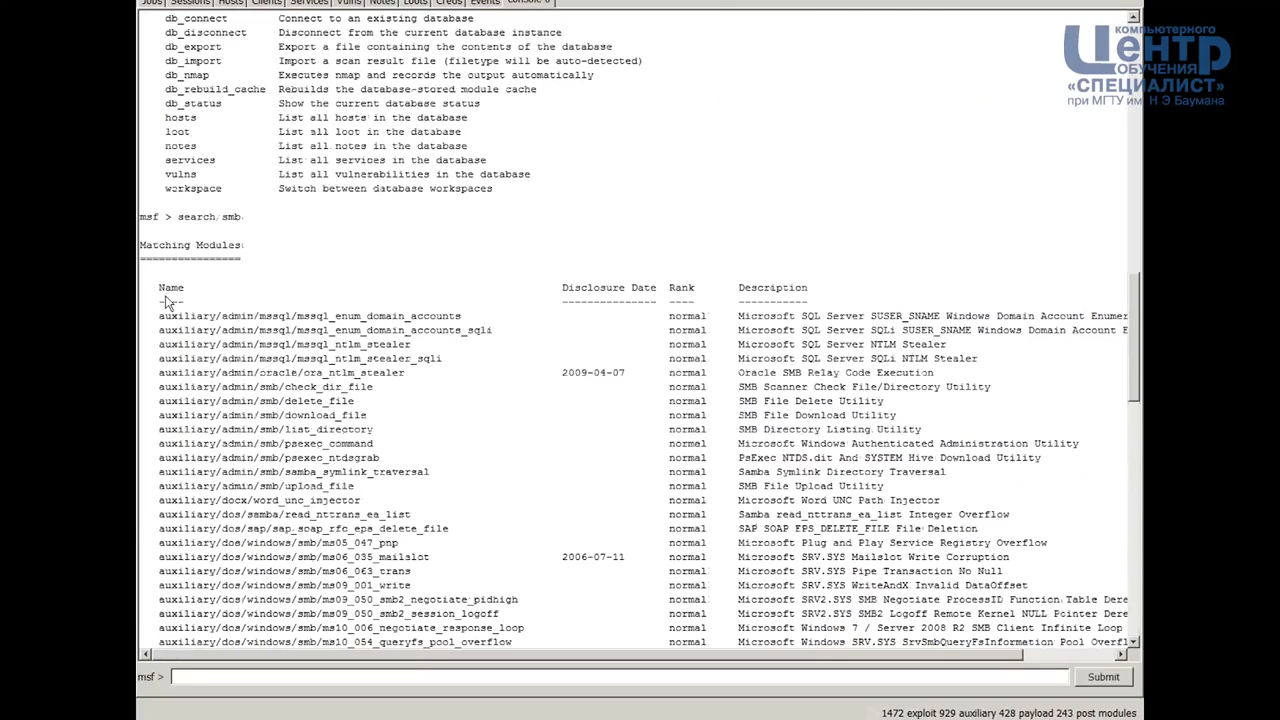 Jobs Sessions Hosts Clients Services Vulns Notes Loots Creds Events console-0
db_connect Connect to an existing database
db_disconnect Disconnect from the current database instance
db_export Export a file containing the contents of the database
db_import Import a scan result file (filetype will be auto-detected)
db_nmap Executes nmap and records the output automatically
db_rebuild_cache Rebuilds the database-stored module cache
db_status Show the current database status
hosts List all hosts in the database
loot List all loot in the database
notes List all notes in the database
services List all services in the database
vulns List all vulnerabilities in the database
workspace Switch between database workspaces
компьютерного
Центр
ОБУЧЕНИЯ
«СПЕЦИАЛИСТ»
при МГТУ им. Н Э Баумана
msf > search smb
Matching Modules
================
Name Disclosure Date Rank Description
---- --------------- ---- -----------
auxiliary/admin/mssql/mssql_enum_domain_accounts normal Microsoft SQL Server SUSER_SNAME Windows Domain Account Enumer
auxiliary/admin/mssql/mssql_enum_domain_accounts_sqli normal Microsoft SQL Server SQLi SUSER_SNAME Windows Domain Account E
auxiliary/admin/mssql/mssql_ntlm_stealer normal Microsoft SQL Server NTLM Stealer
auxiliary/admin/mssql/mssql_ntlm_stealer_sqli normal Microsoft SQL Server SQLi NTLM Stealer
auxiliary/admin/oracle/ora_ntlm_stealer 2009-04-07 normal Oracle SMB Relay Code Execution
auxiliary/admin/smb/check_dir_file normal SMB Scanner Check File/Directory Utility
auxiliary/admin/smb/delete_file normal SMB File Delete Utility
auxiliary/admin/smb/download_file normal SMB File Download Utility
auxiliary/admin/smb/list_directory normal SMB Directory Listing Utility
auxiliary/admin/smb/psexec_command normal Microsoft Windows Authenticated Administration Utility
auxiliary/admin/smb/psexec_ntdsgrab normal PsExec NTDS.dit And SYSTEM Hive Download Utility
auxiliary/admin/smb/samba_symlink_traversal normal Samba Symlink Directory Traversal
auxiliary/admin/smb/upload_file normal SMB File Upload Utility
auxiliary/docx/word_unc_injector normal Microsoft Word UNC Path Injector
auxiliary/dos/samba/read_nttrans_ea_list normal Samba read_nttrans_ea_list Integer Overflow
auxiliary/dos/sap/sap_soap_rfc_eps_delete_file normal SAP SOAP EPS_DELETE_FILE File Deletion
auxiliary/dos/windows/smb/ms05_047_pnp normal Microsoft Plug and Play Service Registry Overflow
auxiliary/dos/windows/smb/ms06_035_mailslot 2006-07-11 normal Microsoft SRV.SYS Mailslot Write Corruption
auxiliary/dos/windows/smb/ms06_063_trans normal Microsoft SRV.SYS Pipe Transaction No Null
auxiliary/dos/windows/smb/ms09_001_write normal Microsoft SRV.SYS WriteAndX Invalid DataOffset
auxiliary/dos/windows/smb/ms09_050_smb2_negotiate_pidhigh normal Microsoft SRV2.SYS SMB Negotiate ProcessID Function Table Dere
auxiliary/dos/windows/smb/ms09_050_smb2_session_logoff normal Microsoft SRV2.SYS SMB2 Logoff Remote Kernel NULL Pointer Dere
auxiliary/dos/windows/smb/ms10_006_negotiate_response_loop normal Microsoft Windows 7 / Server 2008 R2 SMB Client Infinite Loop
auxiliary/dos/windows/smb/ms10_054_queryfs_pool_overflow normal Microsoft Windows SRV.SYS SrvSmbQueryFsInformation Pool Overfl
msf > Submit
1472 exploit 929 auxiliary 428 payload 243 post modules